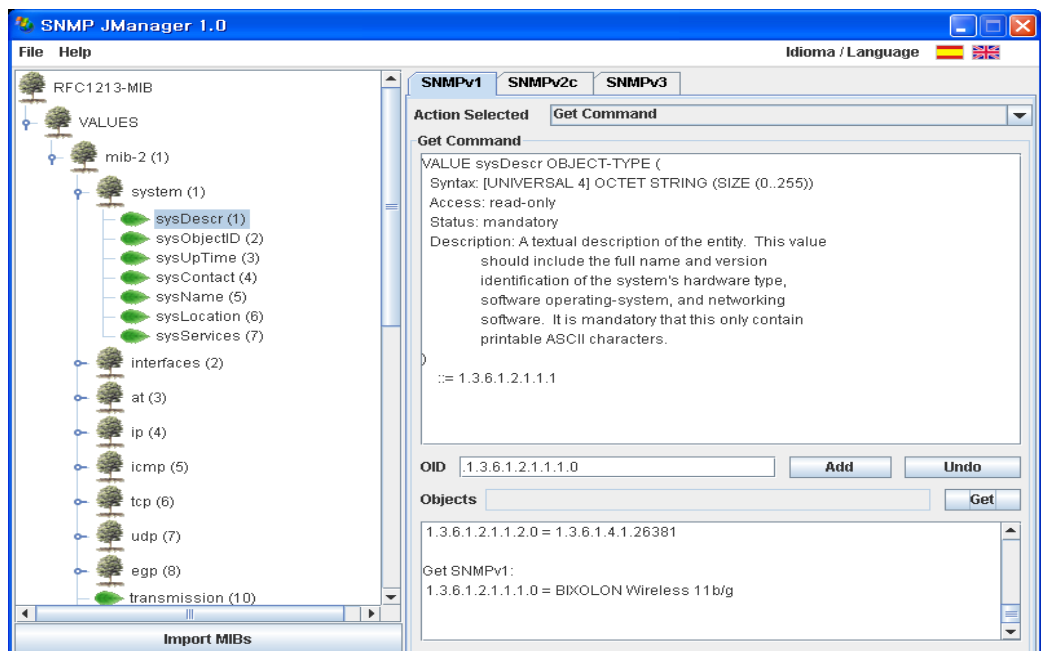 SNMP JManager 1.0
File Help
Idioma / Language
RFC1213-MIB
VALUES
mib-2 (1)
system (1)
sysDescr (1)
sysObjectID (2)
sysUpTime (3)
sysContact (4)
sysName (5)
sysLocation (6)
sysServices (7)
interfaces (2)
at (3)
ip (4)
icmp (5)
tcp (6)
udp (7)
egp (8)
transmission (10)
Import MIBs
SNMPv1 SNMPv2c SNMPv3
Action Selected Get Command
Get Command
VALUE sysDescr OBJECT-TYPE (
Syntax: [UNIVERSAL 4] OCTET STRING (SIZE (0..255))
Access: read-only
Status: mandatory
Description: A textual description of the entity. This value
should include the full name and version
identification of the system's hardware type,
software operating-system, and networking
software. It is mandatory that this only contain
printable ASCII characters.
)
::= 1.3.6.1.2.1.1.1
OID .1.3.6.1.2.1.1.1.0 Add Undo
Objects Get
1.3.6.1.2.1.1.2.0 = 1.3.6.1.4.1.26381
Get SNMPv1:
1.3.6.1.2.1.1.1.0 = BIXOLON Wireless 11b/g